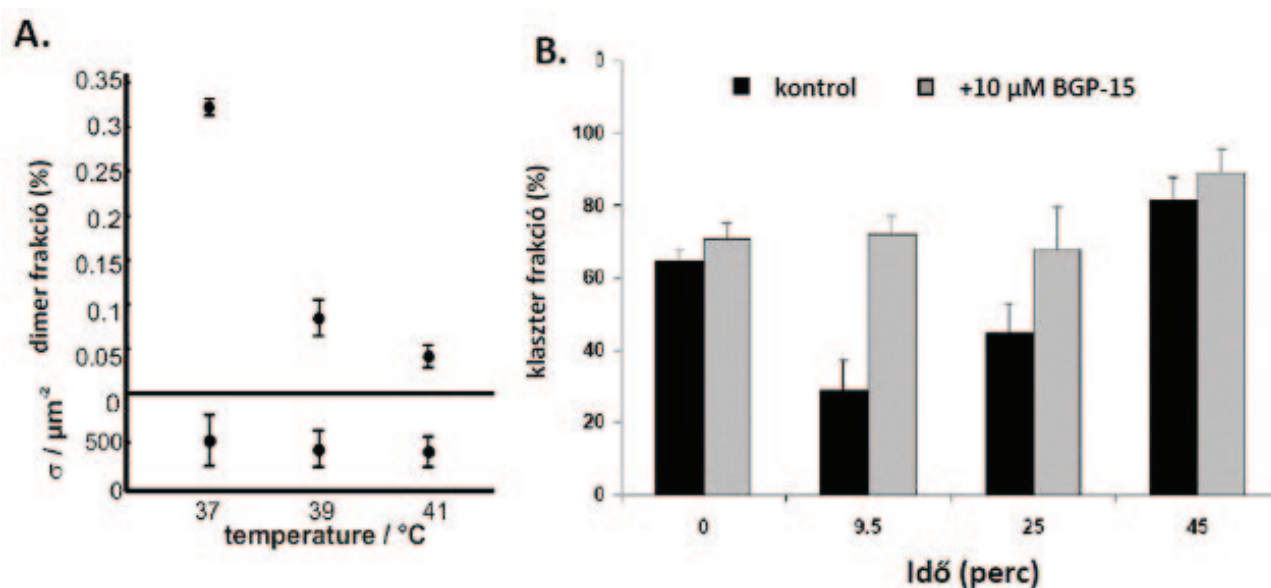 A.
dimer frakció (%)
0.35
0.3
0.25
0.2
0.15
0.1
0.05
0
σ / µm⁻²
500
0
37 39 41
temperature / °C
B.
kontrol +10 µM BGP-15
klaszter frakció (%)
0
100
80
60
40
20
0
0 9.5 25 45
Idő (perc)